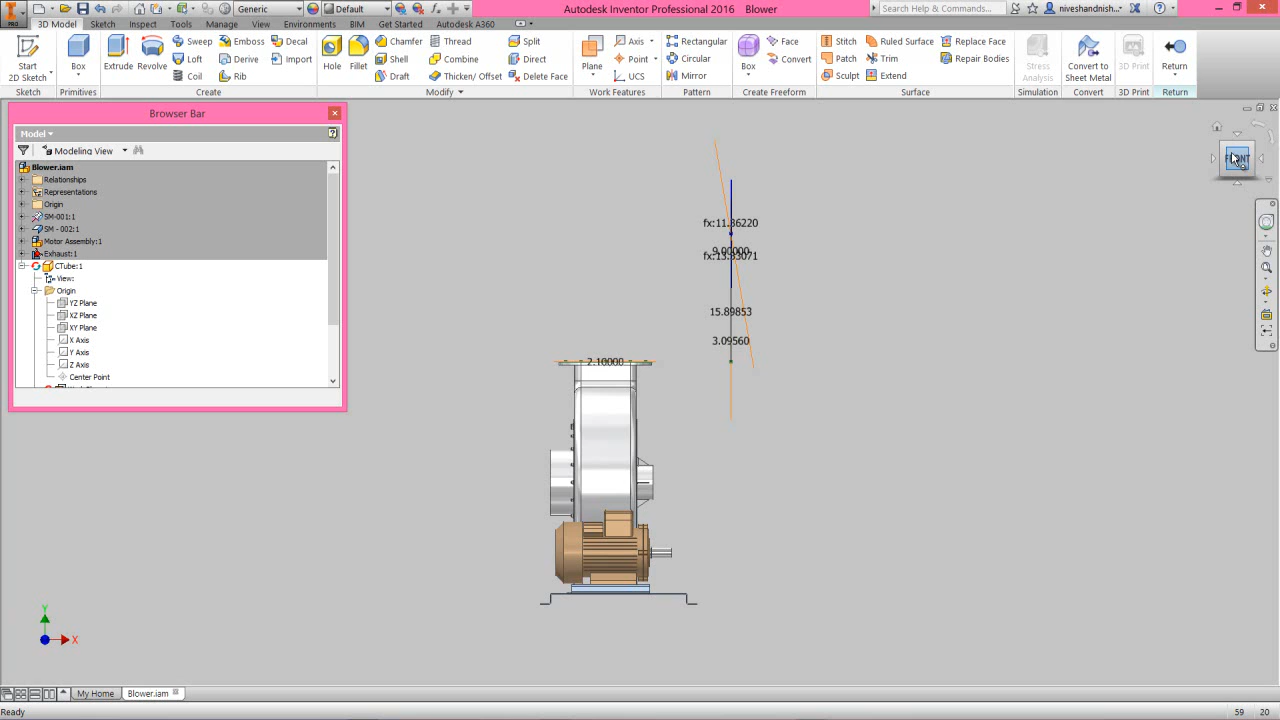 Generic
Default
Autodesk Inventor Professional 2016 Blower
Search Help & Commands...
niveshandnish...
PRO
3D Model Sketch Inspect Tools Manage View Environments BIM Get Started Autodesk A360
Start
2D Sketch
Box
Extrude
Revolve
Sweep
Loft
Coil
Emboss
Derive
Rib
Decal
Import
Hole
Fillet
Chamfer
Shell
Draft
Thread
Combine
Thicken/ Offset
Split
Direct
Delete Face
Plane
Axis
Point
UCS
Rectangular
Circular
Mirror
Box
Face
Convert
Stitch
Patch
Sculpt
Ruled Surface
Trim
Extend
Replace Face
Repair Bodies
Stress
Analysis
Convert to
Sheet Metal
3D Print
Return
Sketch Primitives Create Modify Work Features Pattern Create Freeform Surface Simulation Convert 3D Print Return
Browser Bar
Model
Modeling View
Blower.iam
Relationships
Representations
Origin
SM-001:1
SM - 002:1
Motor Assembly:1
Exhaust:1
CTube:1
View:
Origin
YZ Plane
XZ Plane
XY Plane
X Axis
Y Axis
Z Axis
Center Point
FRONT
fx:11.86220
9.00000
fx:13.33071
15.89853
3.09560
2.10000
Y
X
My Home Blower.iam
Ready
59 20